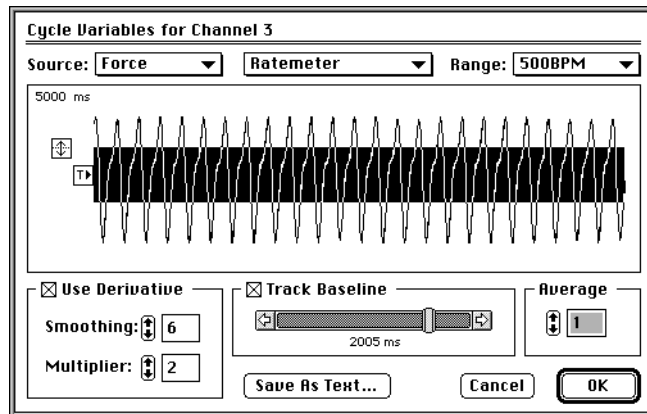 Cycle Variables for Channel 3
Source: Force Ratemeter Range: 500BPM
5000 ms
T
Use Derivative Track Baseline Average
Smoothing: 6 1
2005 ms
Multiplier: 2
Save As Text... Cancel OK